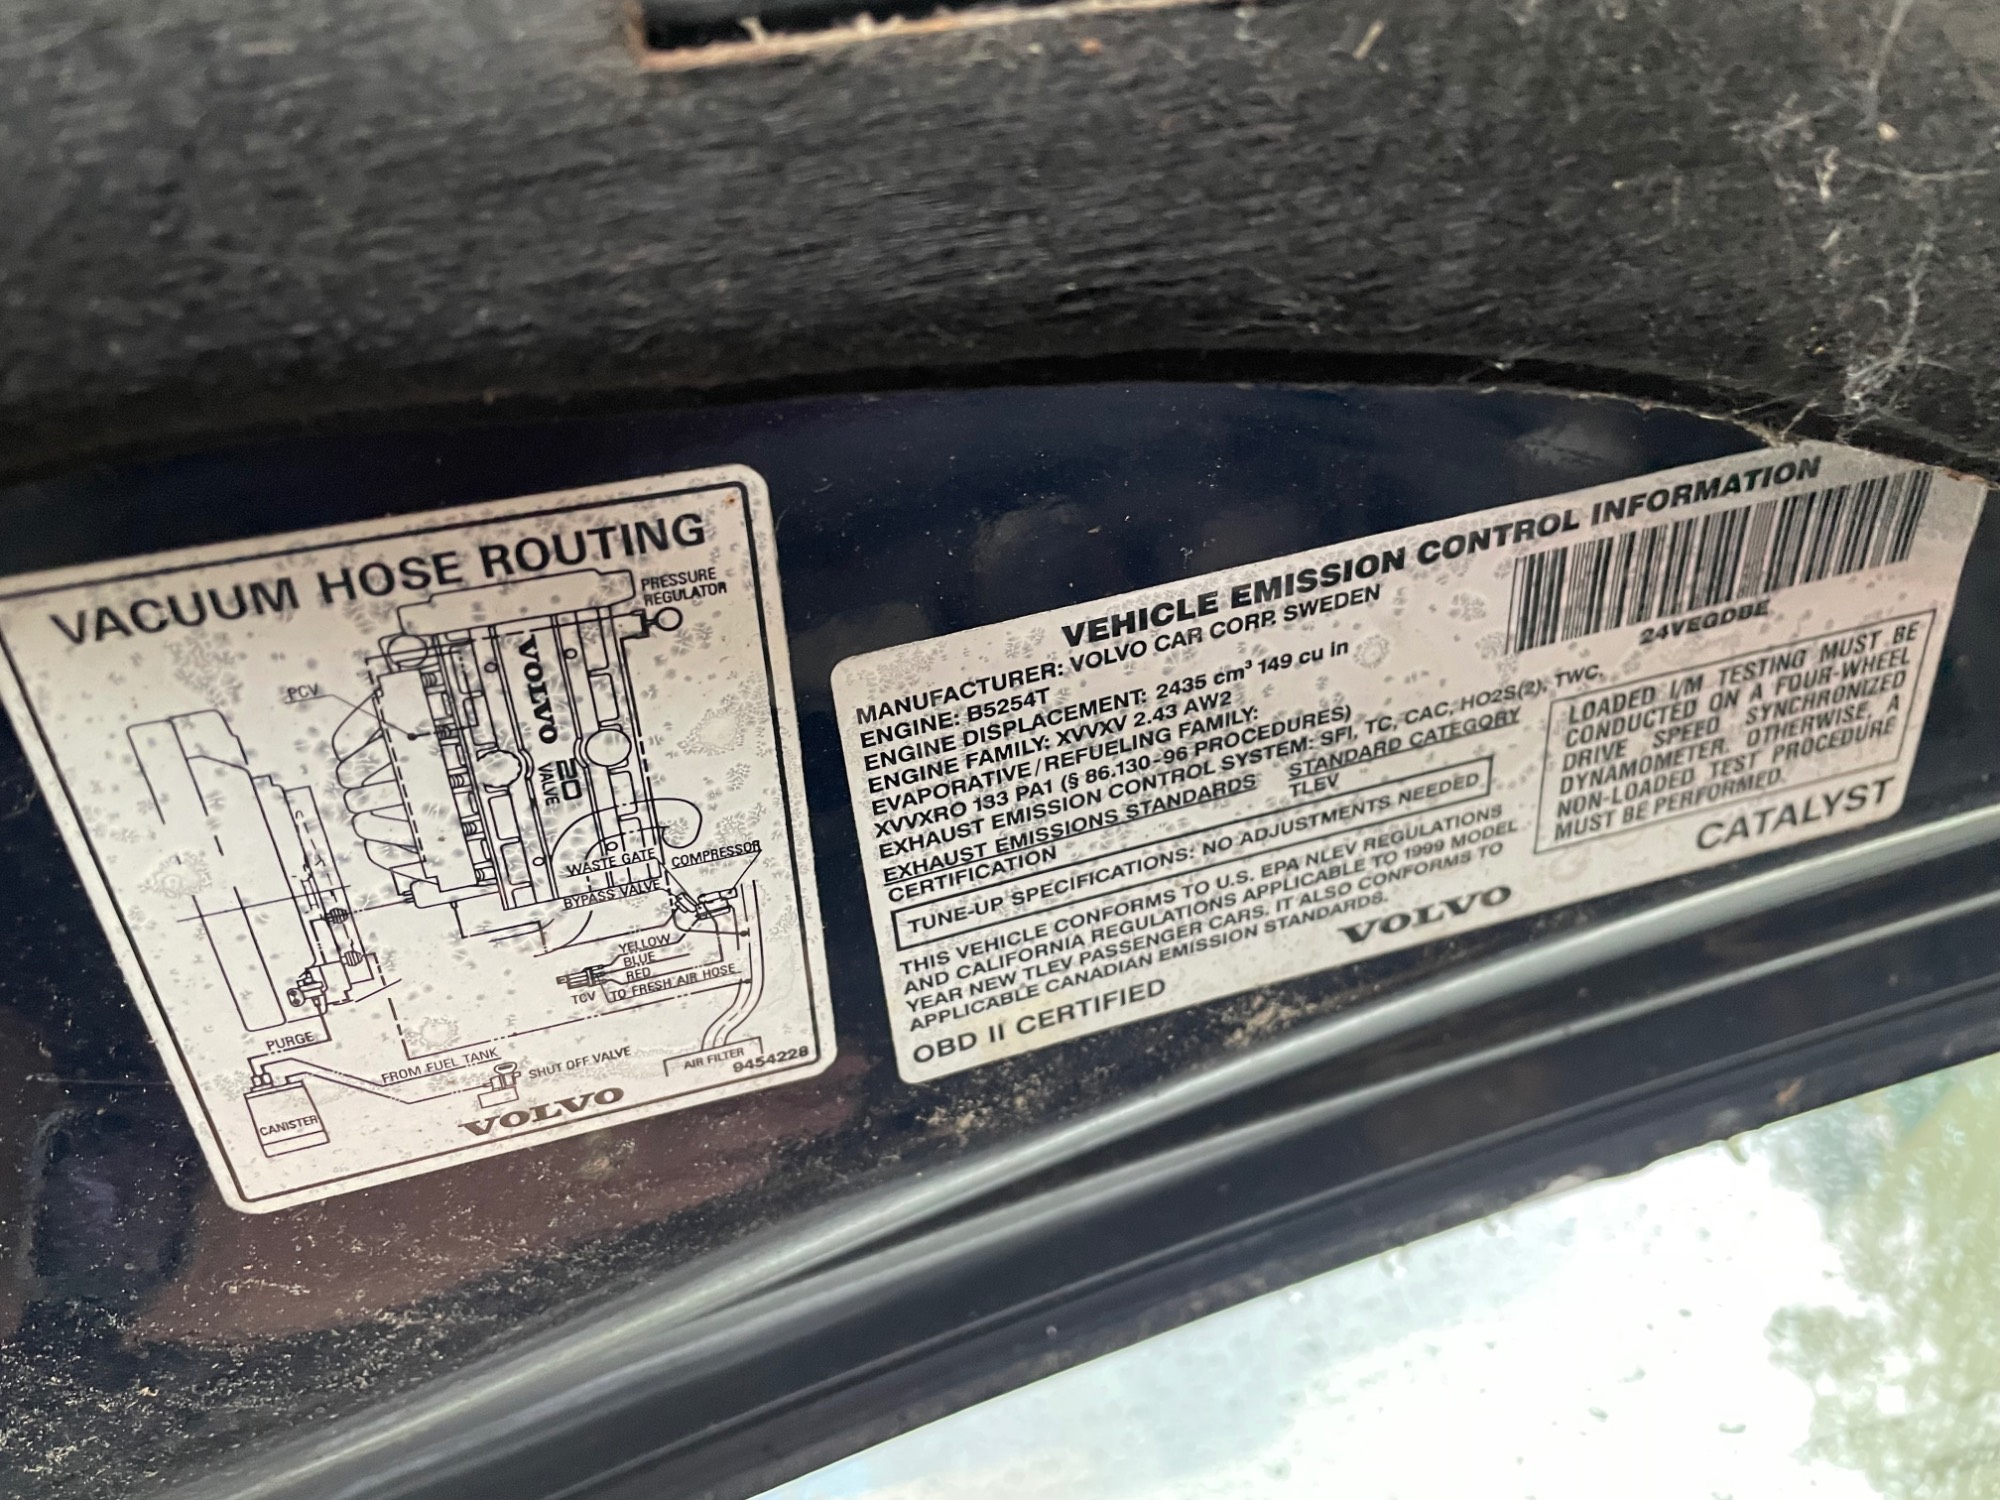 VACUUM HOSE ROUTING
PRESSURE
REGULATOR
PCV
VOLVO
20
VALVE
WASTE GATE
COMPRESSOR
BYPASS VALVE
YELLOW
BLUE
RED
TCV
TO FRESH AIR HOSE
PURGE
FROM FUEL TANK
SHUT OFF VALVE
AIR FILTER
9454228
CANISTER
VOLVO
VEHICLE EMISSION CONTROL INFORMATION
MANUFACTURER: VOLVO CAR CORP. SWEDEN
ENGINE: B5254T
ENGINE DISPLACEMENT: 2435 cm³ 149 cu in
ENGINE FAMILY: XVVXV 2.43 AW2
EVAPORATIVE/REFUELING FAMILY:
XVVXRO 133 PA1 (§ 86.130-96 PROCEDURES)
EXHAUST EMISSION CONTROL SYSTEM: SFI, TC, CAC, HO2S(2), TWC,
EXHAUST EMISSIONS STANDARDS STANDARD CATEGORY
CERTIFICATION TLEV
TUNE-UP SPECIFICATIONS: NO ADJUSTMENTS NEEDED
THIS VEHICLE CONFORMS TO U.S. EPA NLEV REGULATIONS
AND CALIFORNIA REGULATIONS APPLICABLE TO 1999 MODEL
YEAR NEW TLEV PASSENGER CARS. IT ALSO CONFORMS TO
APPLICABLE CANADIAN EMISSION STANDARDS.
OBD II CERTIFIED
VOLVO
24VEGDBE
LOADED I/M TESTING MUST BE
CONDUCTED ON A FOUR-WHEEL
DRIVE SPEED SYNCHRONIZED
DYNAMOMETER. OTHERWISE, A
NON-LOADED TEST PROCEDURE
MUST BE PERFORMED.
CATALYST